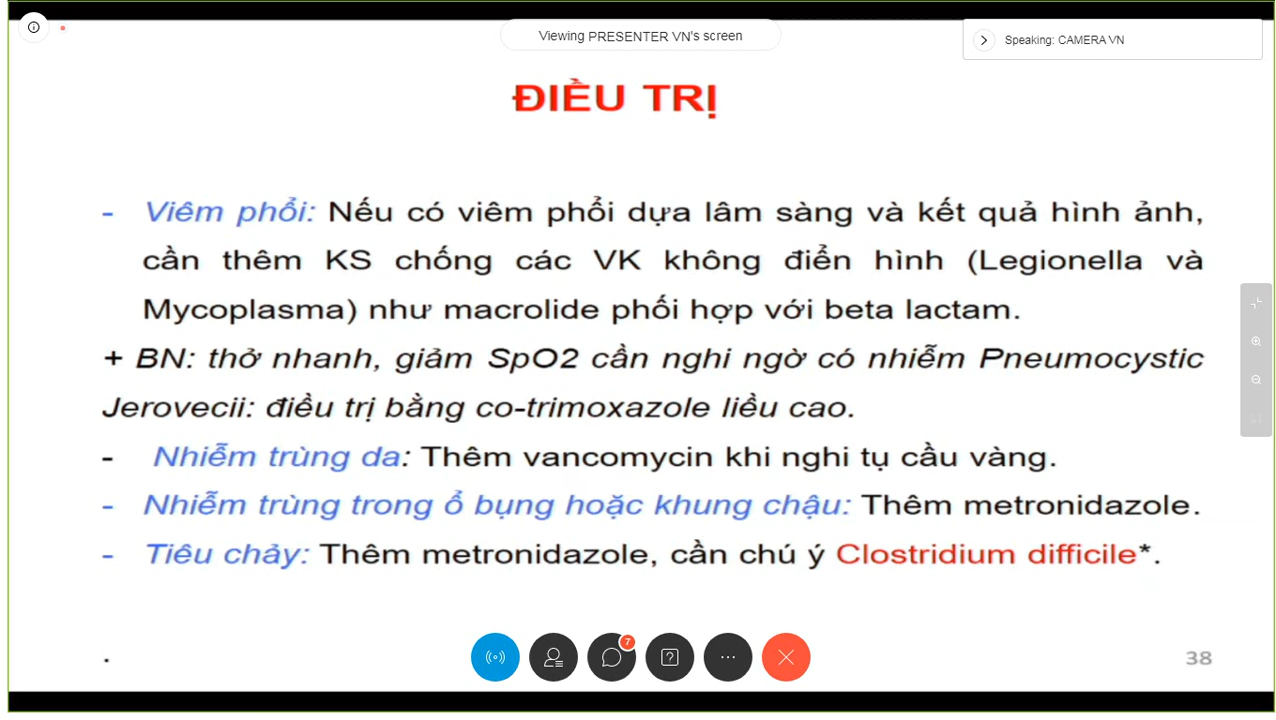 Viewing PRESENTER VN's screen
Speaking: CAMERA VN
ĐIỀU TRỊ
- Viêm phổi: Nếu có viêm phổi dựa lâm sàng và kết quả hình ảnh,
cần thêm KS chống các VK không điển hình (Legionella và
Mycoplasma) như macrolide phối hợp với beta lactam.
+ BN: thở nhanh, giảm SpO2 cần nghi ngờ có nhiễm Pneumocystic
Jerovecii: điều trị bằng co-trimoxazole liều cao.
- Nhiễm trùng da: Thêm vancomycin khi nghi tụ cầu vàng.
- Nhiễm trùng trong ổ bụng hoặc khung chậu: Thêm metronidazole.
- Tiêu chảy: Thêm metronidazole, cần chú ý Clostridium difficile*.
.
7
38